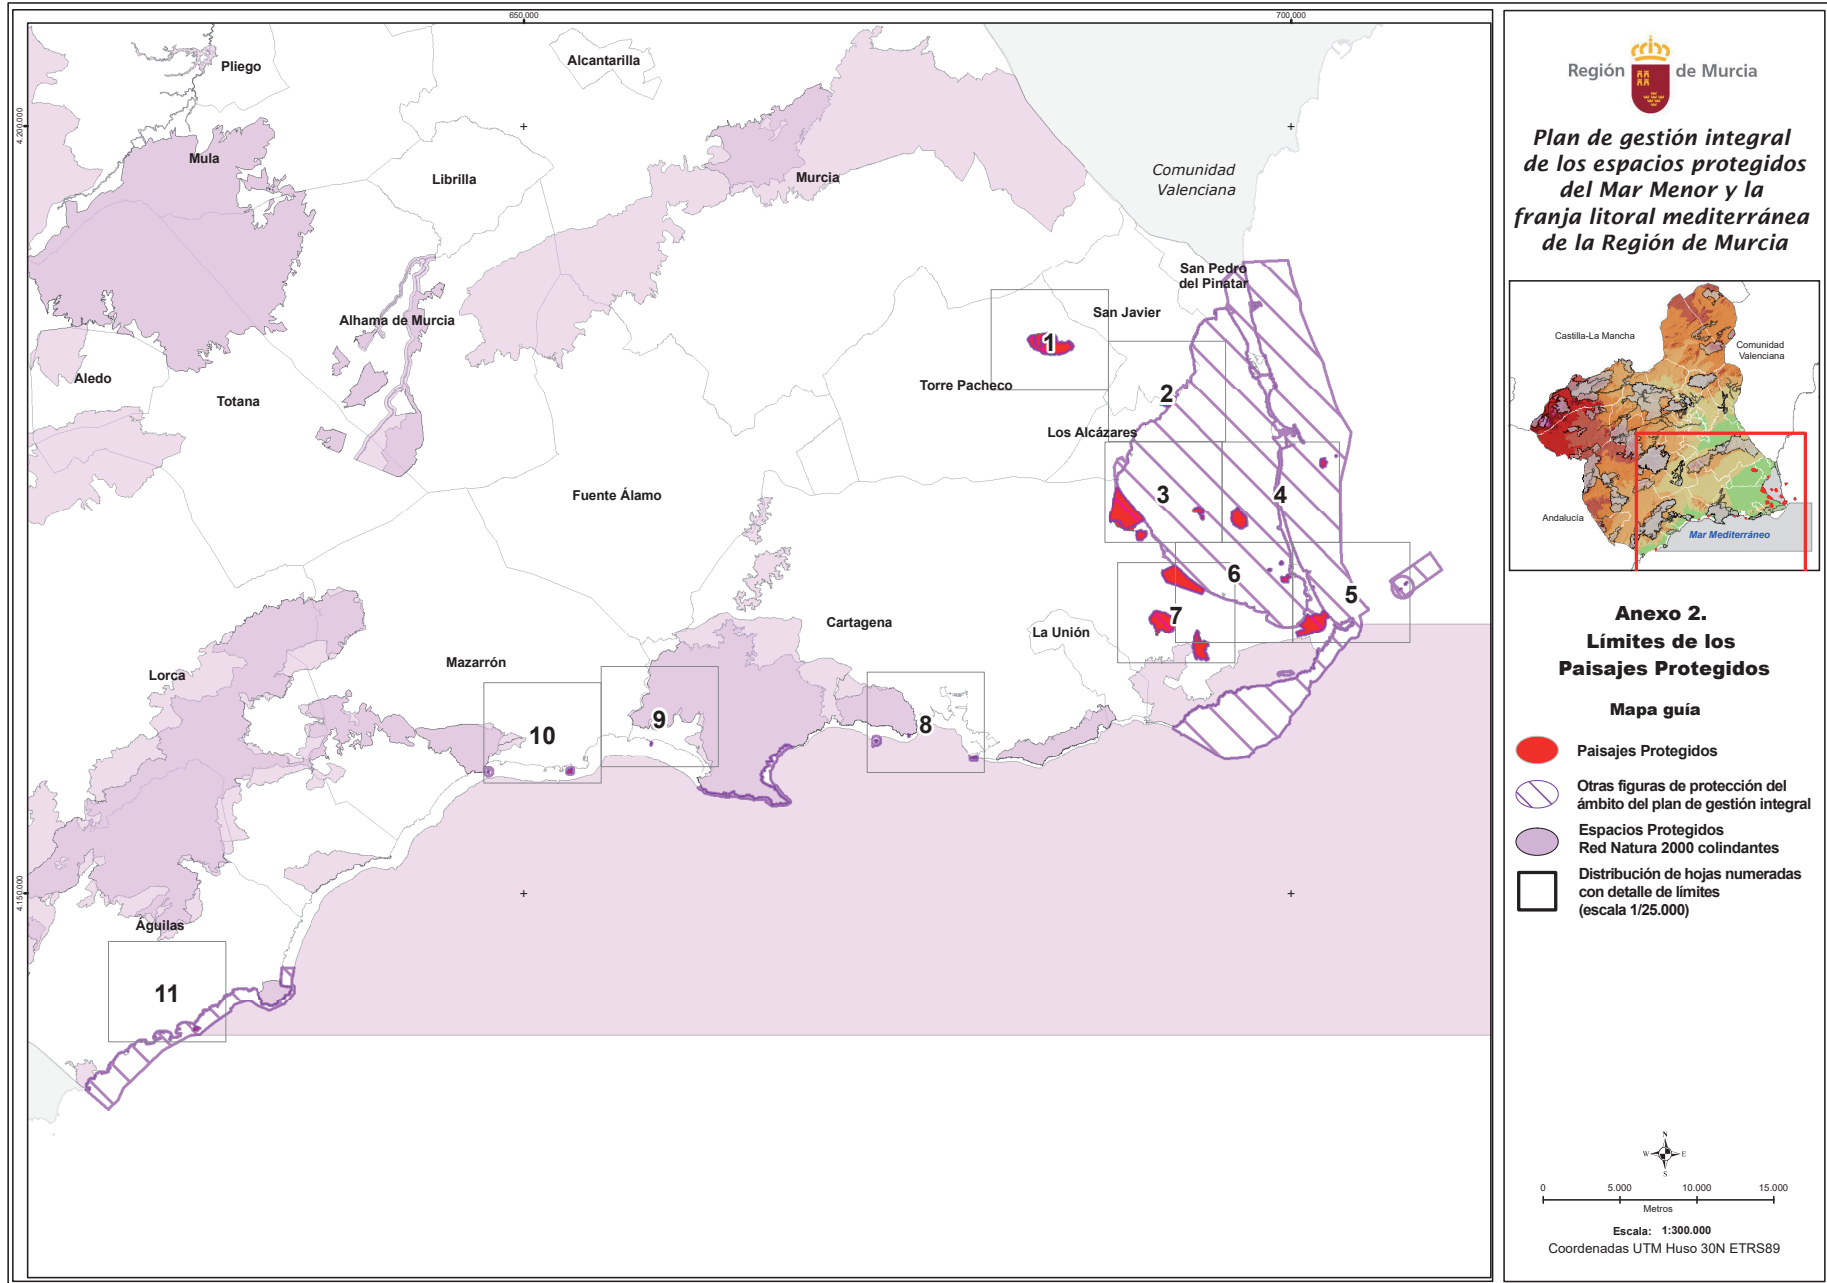 650.000
700.000
4.200.000
4.150.000
Pliego
Alcantarilla
Mula
Librilla
Murcia
Comunidad
Valenciana
San Pedro
del Pinatar
San Javier
Alhama de Murcia
1
Aledo
Totana
Torre Pacheco
2
Los Alcázares
Fuente Álamo
3
4
6
5
7
Cartagena
La Unión
Mazarrón
Lorca
9
8
10
Águilas
11
Región de Murcia
Plan de gestión integral
de los espacios protegidos
del Mar Menor y la
franja litoral mediterránea
de la Región de Murcia
Castilla-La Mancha
Comunidad
Valenciana
Andalucía
Mar Mediterráneo
Anexo 2.
Límites de los
Paisajes Protegidos
Mapa guía
Paisajes Protegidos
Otras figuras de protección del
ámbito del plan de gestión integral
Espacios Protegidos
Red Natura 2000 colindantes
Distribución de hojas numeradas
con detalle de límites
(escala 1/25.000)
N
W E
S
0 5.000 10.000 15.000
Metros
Escala: 1:300.000
Coordenadas UTM Huso 30N ETRS89